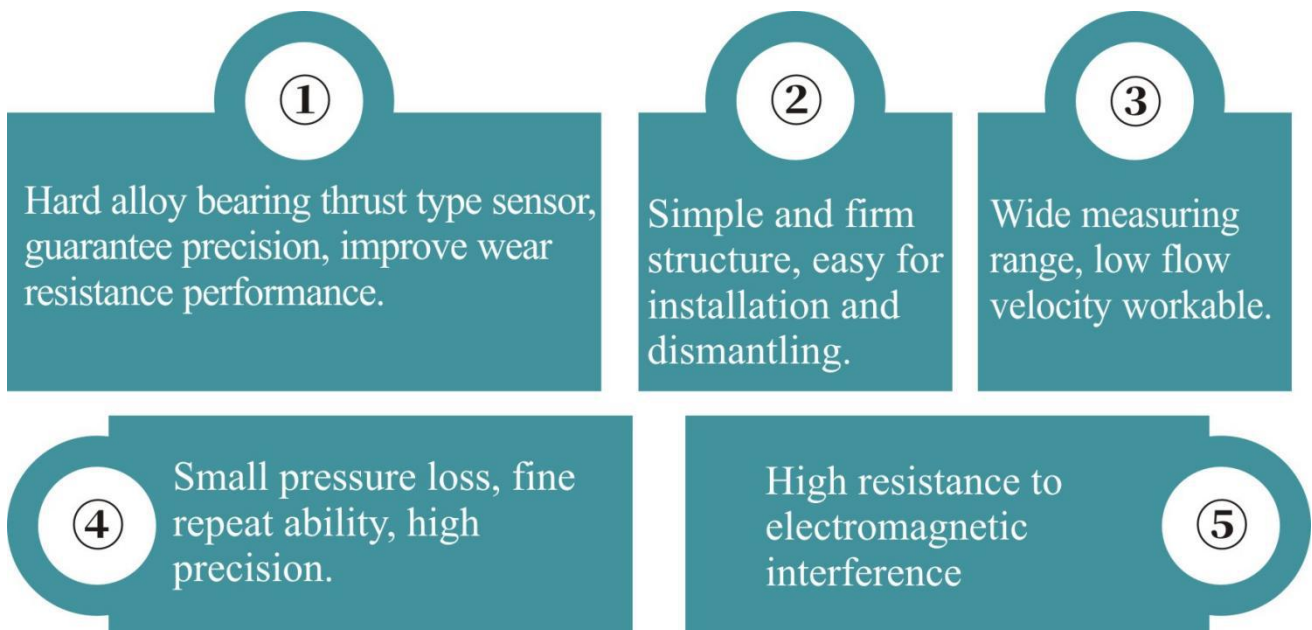 ①
Hard alloy bearing thrust type sensor,
guarantee precision, improve wear
resistance performance.
②
Simple and firm
structure, easy for
installation and
dismantling.
③
Wide measuring
range, low flow
velocity workable.
④
Small pressure loss, fine
repeat ability, high
precision.
⑤
High resistance to
electromagnetic
interference